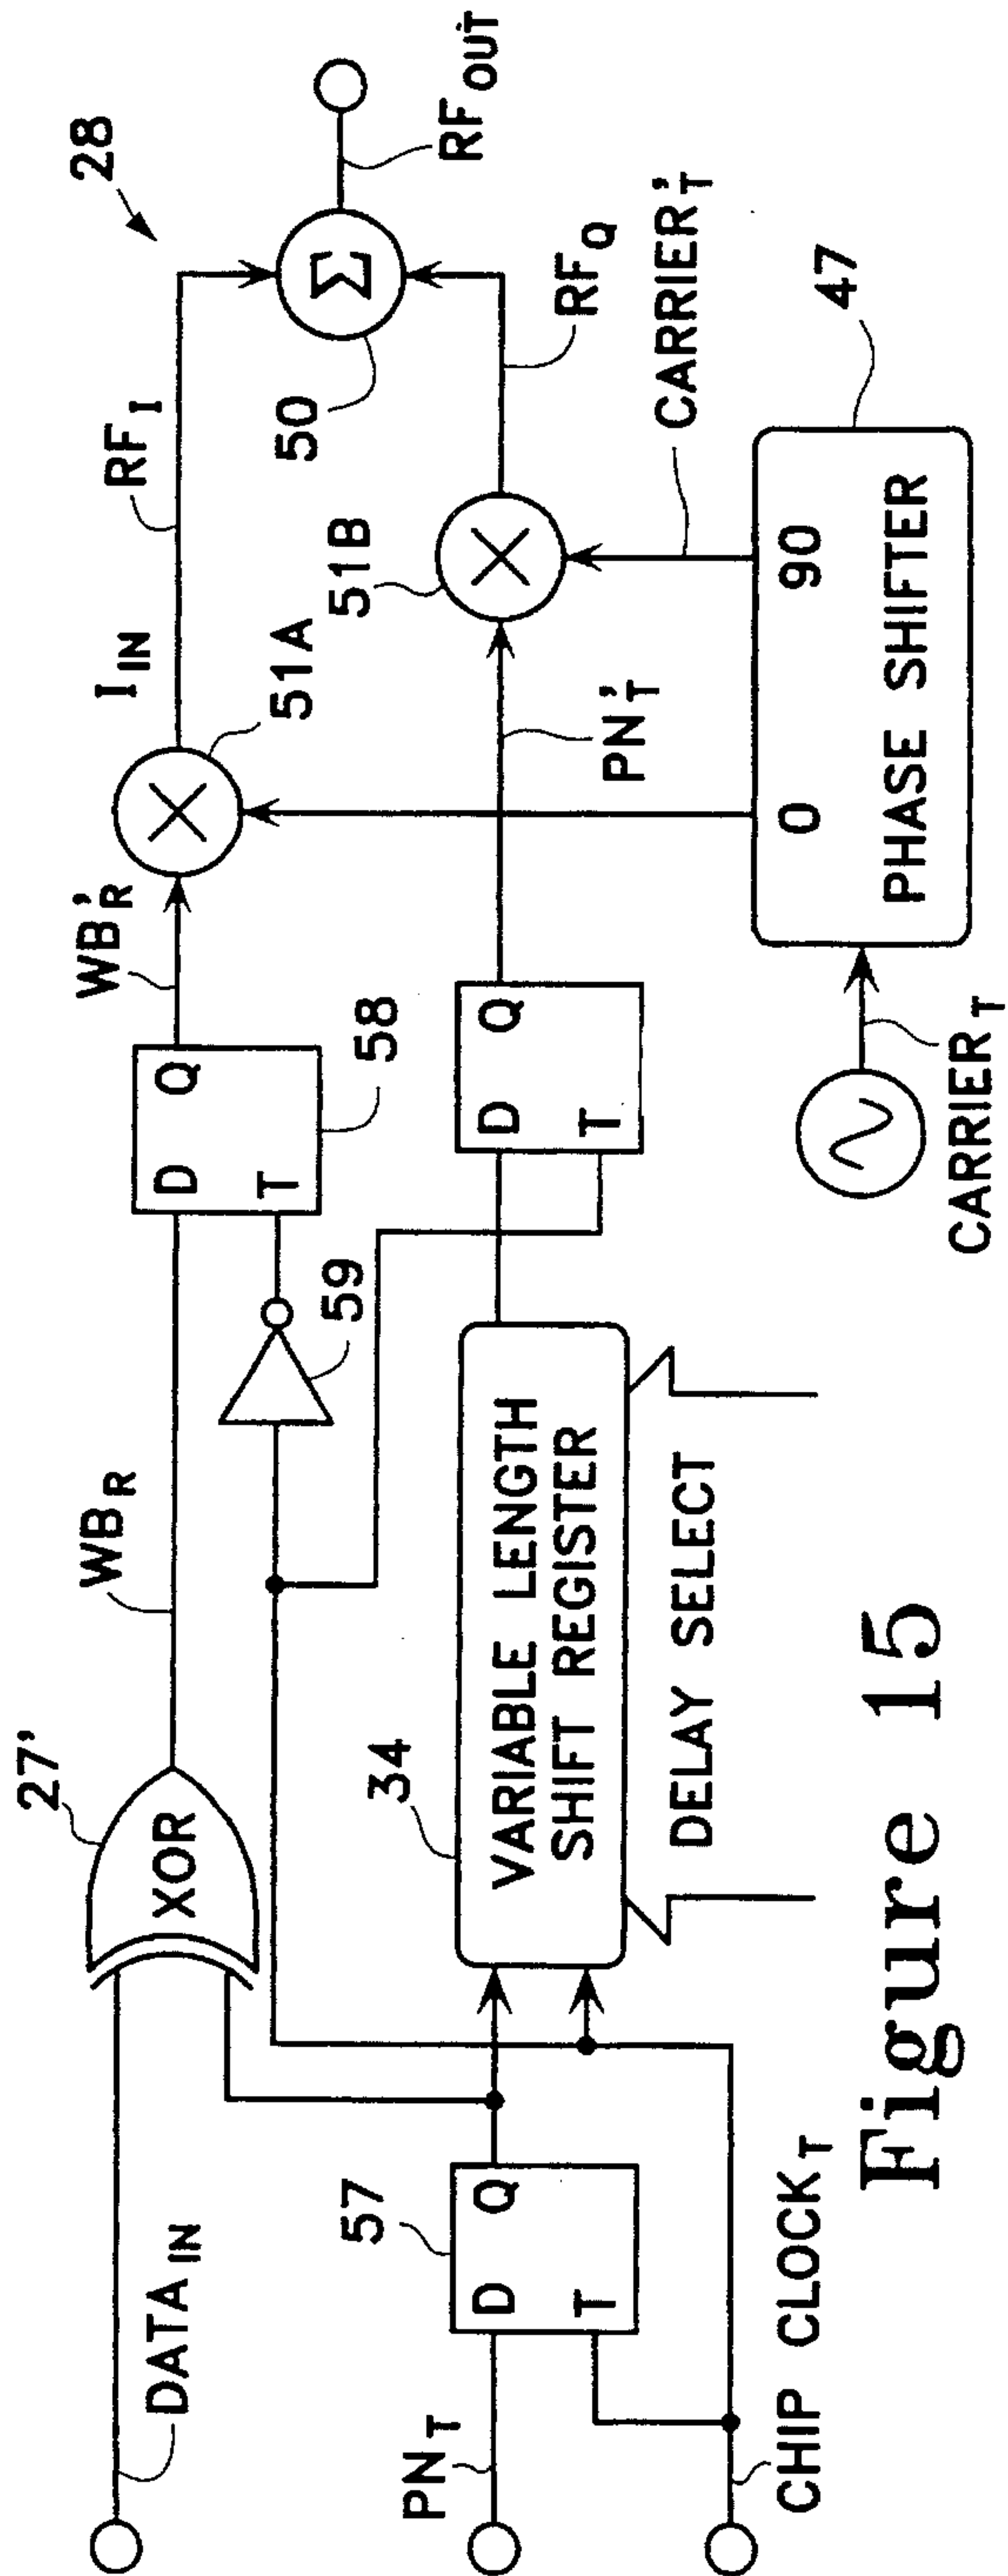 28
RF_I
I_IN
51A
WB'_R
D Q
T
58
59
WB_R
27'
XOR
DATA_IN
RF_OUT
Σ
50
RF_Q
51B
PN'_T
D Q
T
34
VARIABLE LENGTH
SHIFT REGISTER
DELAY SELECT
57
D Q
T
PN_T
CHIP CLOCK_T
CARRIER'_T
47
0 90
PHASE SHIFTER
CARRIER_T
Figure 15